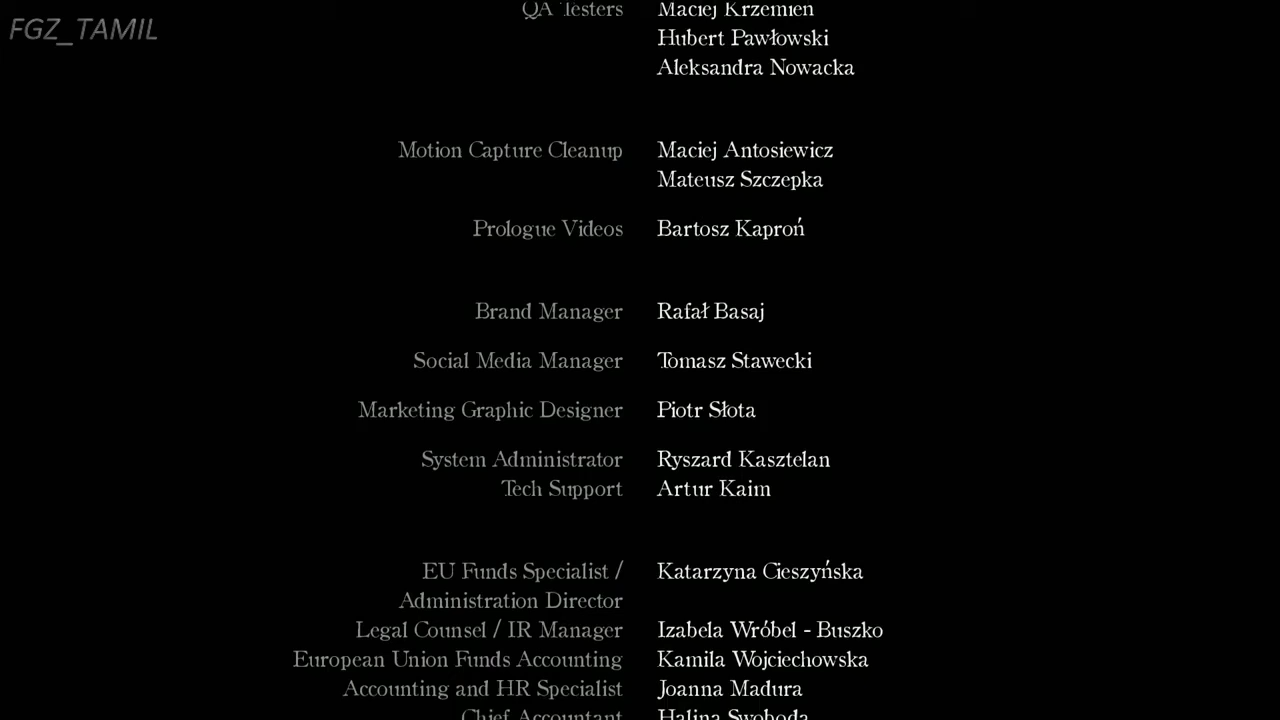 FGZ_TAMIL
QA Testers Maciej Krzemień
Hubert Pawłowski
Aleksandra Nowacka
Motion Capture Cleanup Maciej Antosiewicz
Mateusz Szczepka
Prologue Videos Bartosz Kaproń
Brand Manager Rafał Basaj
Social Media Manager Tomasz Stawecki
Marketing Graphic Designer Piotr Słota
System Administrator Ryszard Kasztelan
Tech Support Artur Kaim
EU Funds Specialist / Katarzyna Cieszyńska
Administration Director
Legal Counsel / IR Manager Izabela Wróbel - Buszko
European Union Funds Accounting Kamila Wojciechowska
Accounting and HR Specialist Joanna Madura
Chief Accountant Halina Swoboda